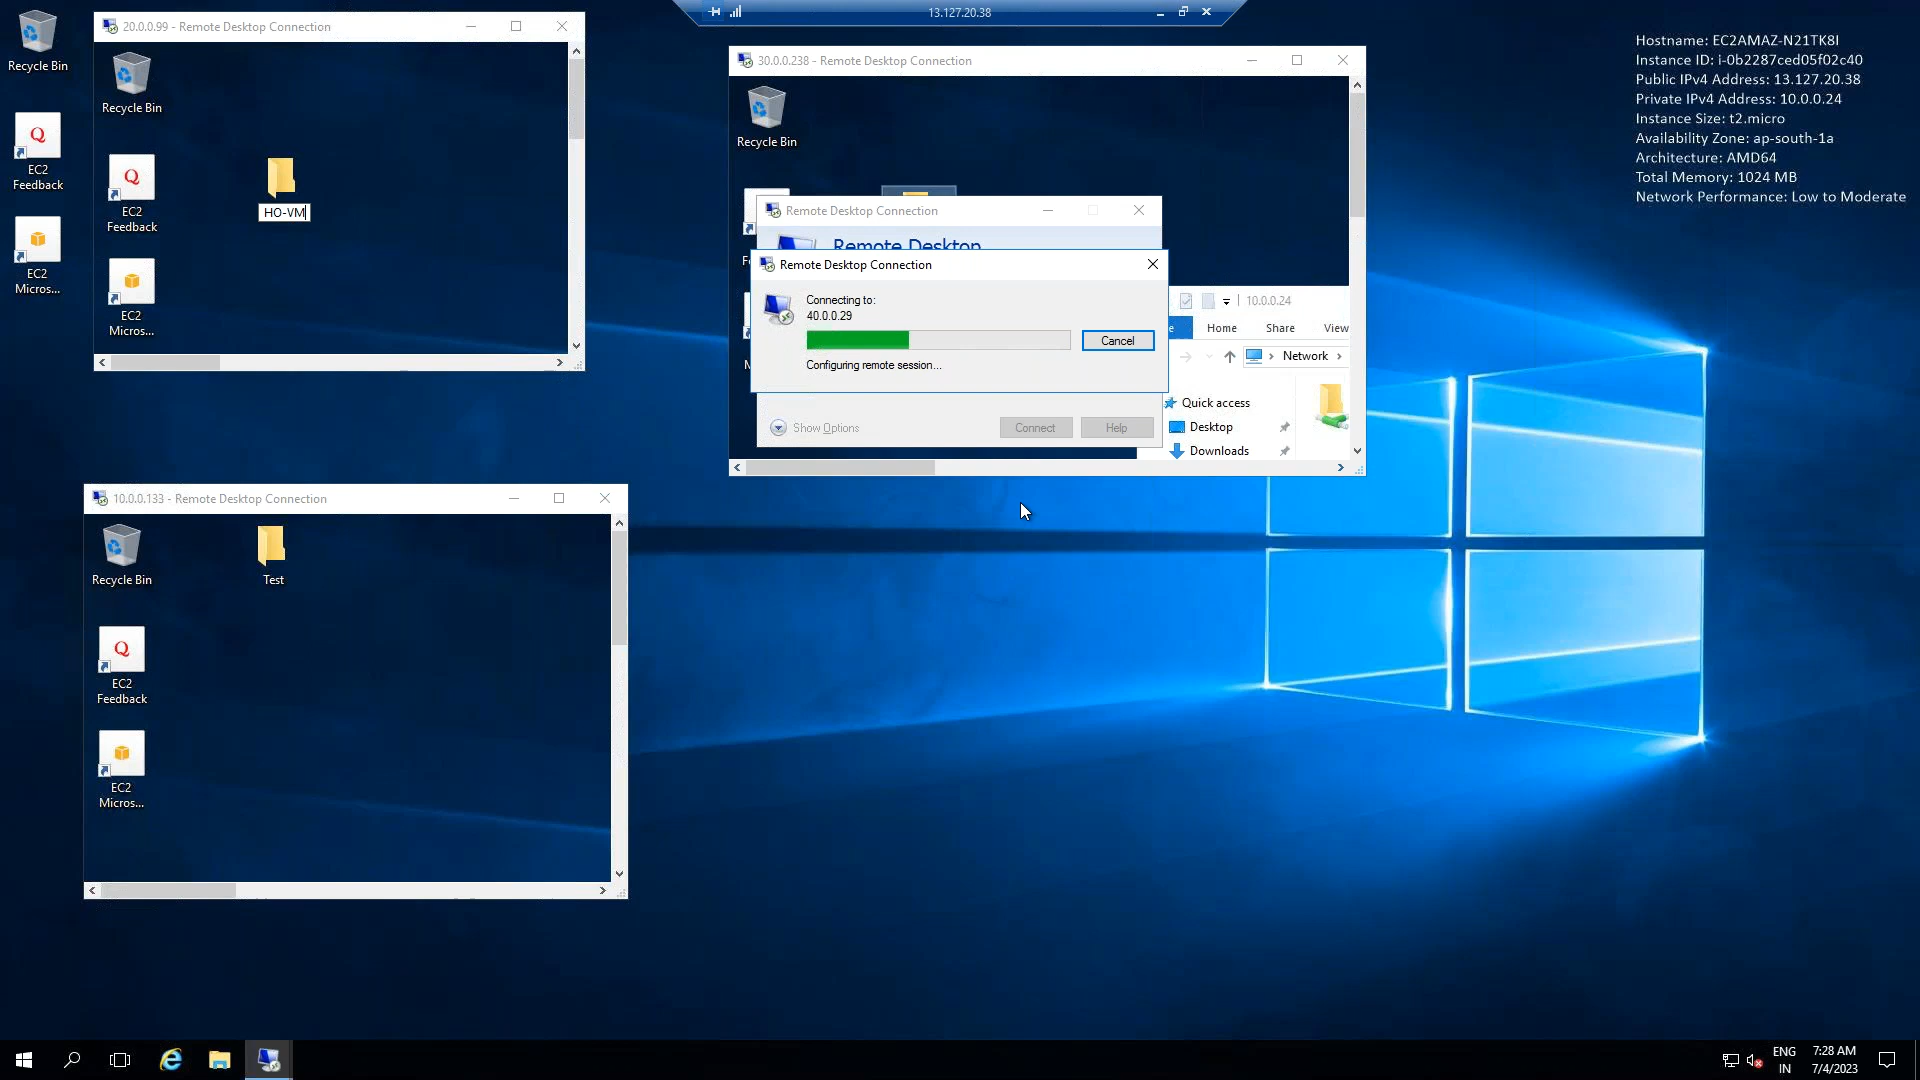 Recycle Bin
EC2
Feedback
EC2
Micros...
20.0.0.99 - Remote Desktop Connection
Recycle Bin
EC2
Feedback
EC2
Micros...
HO-VM
13.127.20.38
30.0.0.238 - Remote Desktop Connection
Recycle Bin
Remote Desktop Connection
Remote Desktop
Remote Desktop Connection
Connecting to:
40.0.0.29
Cancel
Configuring remote session...
Show Options
Connect
Help
10.0.0.24
Home
Share
View
Network
Quick access
Desktop
Downloads
Hostname: EC2AMAZ-N21TK8I
Instance ID: i-0b2287ced05f02c40
Public IPv4 Address: 13.127.20.38
Private IPv4 Address: 10.0.0.24
Instance Size: t2.micro
Availability Zone: ap-south-1a
Architecture: AMD64
Total Memory: 1024 MB
Network Performance: Low to Moderate
10.0.0.133 - Remote Desktop Connection
Recycle Bin
Test
EC2
Feedback
EC2
Micros...
ENG
IN
7:28 AM
7/4/2023